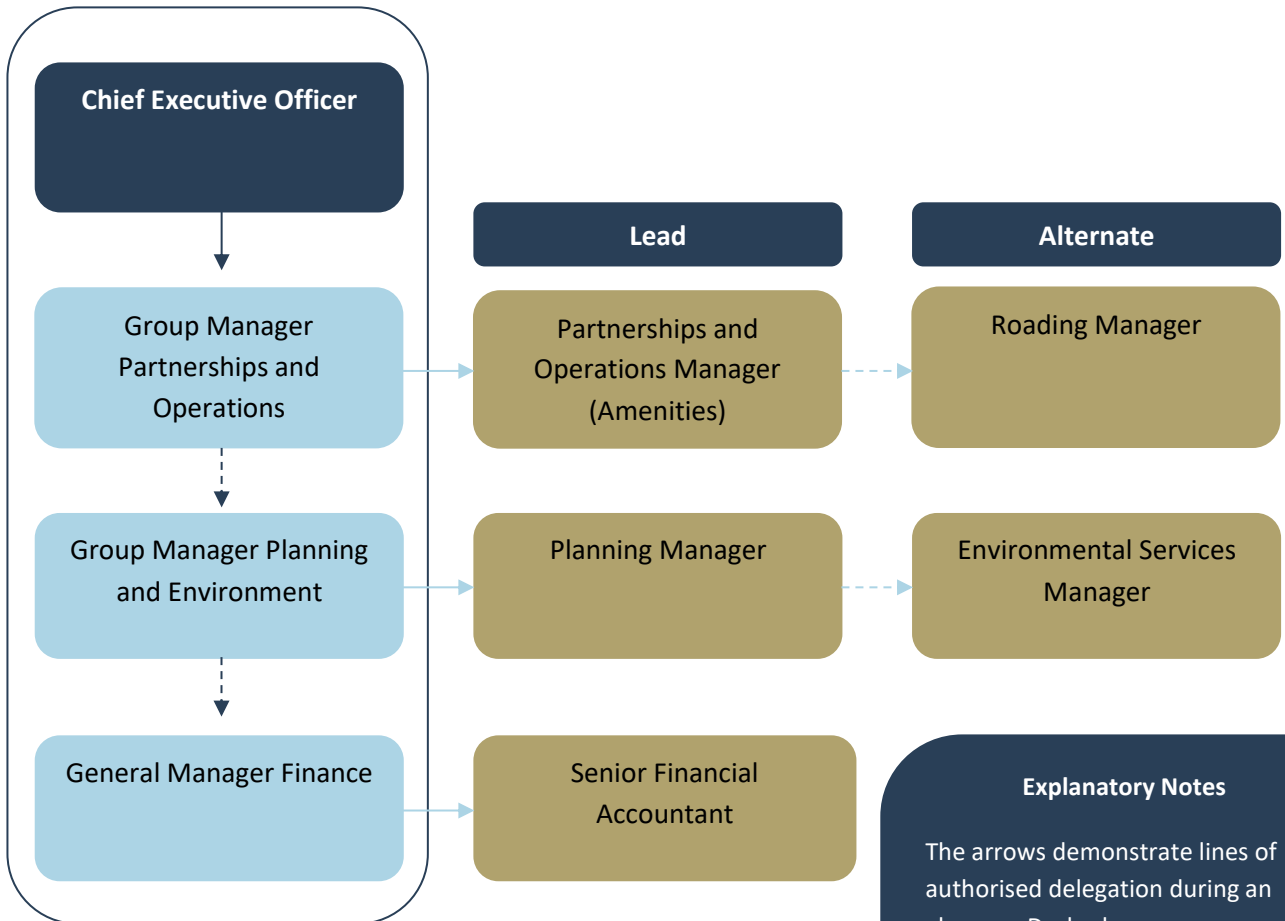 Chief Executive Officer
Lead
Alternate
Group Manager
Partnerships and
Operations
Partnerships and
Operations Manager
(Amenities)
Roading Manager
Group Manager Planning
and Environment
Planning Manager
Environmental Services
Manager
General Manager Finance
Senior Financial
Accountant
Explanatory Notes
The arrows demonstrate lines of
authorised delegation during an